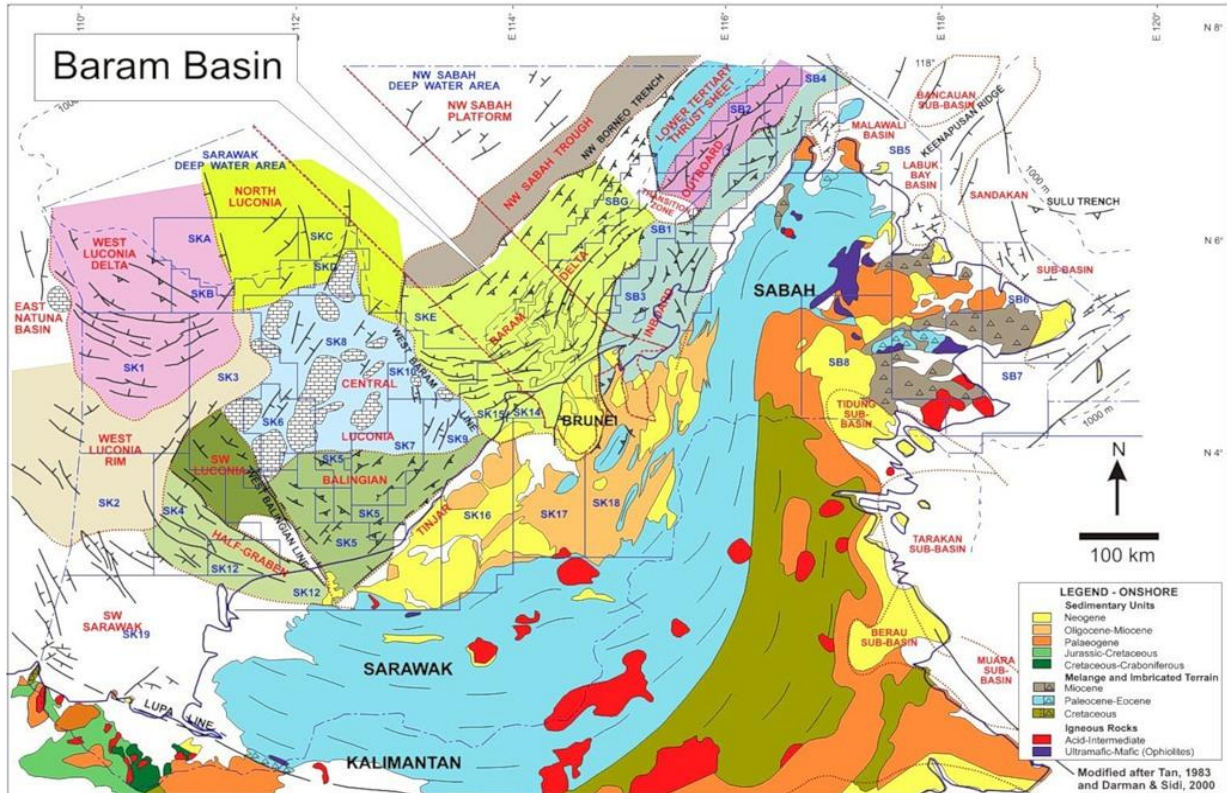 E 110°
E 112°
E 114°
E 116°
E 118°
E 120°
N 8°
Baram Basin
NW SABAH
DEEP WATER AREA
NW SABAH
PLATFORM
NW SABAH TROUGH
NW BORNEO TRENCH
LOWER TERTIARY
THRUST SHEET
SB4
SB2
OUTBOARD
118°
BANCAUAN
SUB-BASIN
KEENAPUSAN RIDGE
MALAWALI
BASIN
SB5
LABUK
BAY
BASIN
SANDAKAN
1000 m
SULU TRENCH
SUB-BASIN
1000
SARAWAK
DEEP WATER AREA
NORTH
LUCONIA
WEST
LUCONIA
DELTA
SKA
SKC
SKD
SKB
EAST
NATUNA
BASIN
SBG
TRANSITION
ZONE
SB1
N 6°
SABAH
SB6
DELTA
SB3
INBOARD
SKE
BARAM
WEST BARAM LINE
SK8
SK1
SK3
CENTRAL
SK10
SB8
SB7
TIDUNG
SUB-
BASIN
1000 m
SK15
SK14
BRUNEI
SK6
LUCONIA
SK7
SK9
N 4°
WEST
LUCONIA
RIM
SW
LUCONIA
SK5
BALINGIAN
SK2
SK4
WEST BALINGIAN LINE
SK5
TINJAR
SK16
SK17
SK18
TARAKAN
SUB-BASIN
N
100 km
HALF-GRABEN
SK5
SK12
SK12
SW
SARAWAK
SK19
BERAU
SUB-BASIN
MUARA
SUB-
BASIN
SARAWAK
LUPA LINE
KALIMANTAN
LEGEND - ONSHORE
Sedimentary Units
Neogene
Oligocene-Miocene
Palaeogene
Jurassic-Cretaceous
Cretaceous-Craboniferous
Melange and Imbricated Terrain
Miocene
Paleocene-Eocene
Cretaceous
Igneous Rocks
Acid-Intermediate
Ultramafic-Mafic (Ophiolites)
Modified after Tan, 1983
and Darman & Sidi, 2000